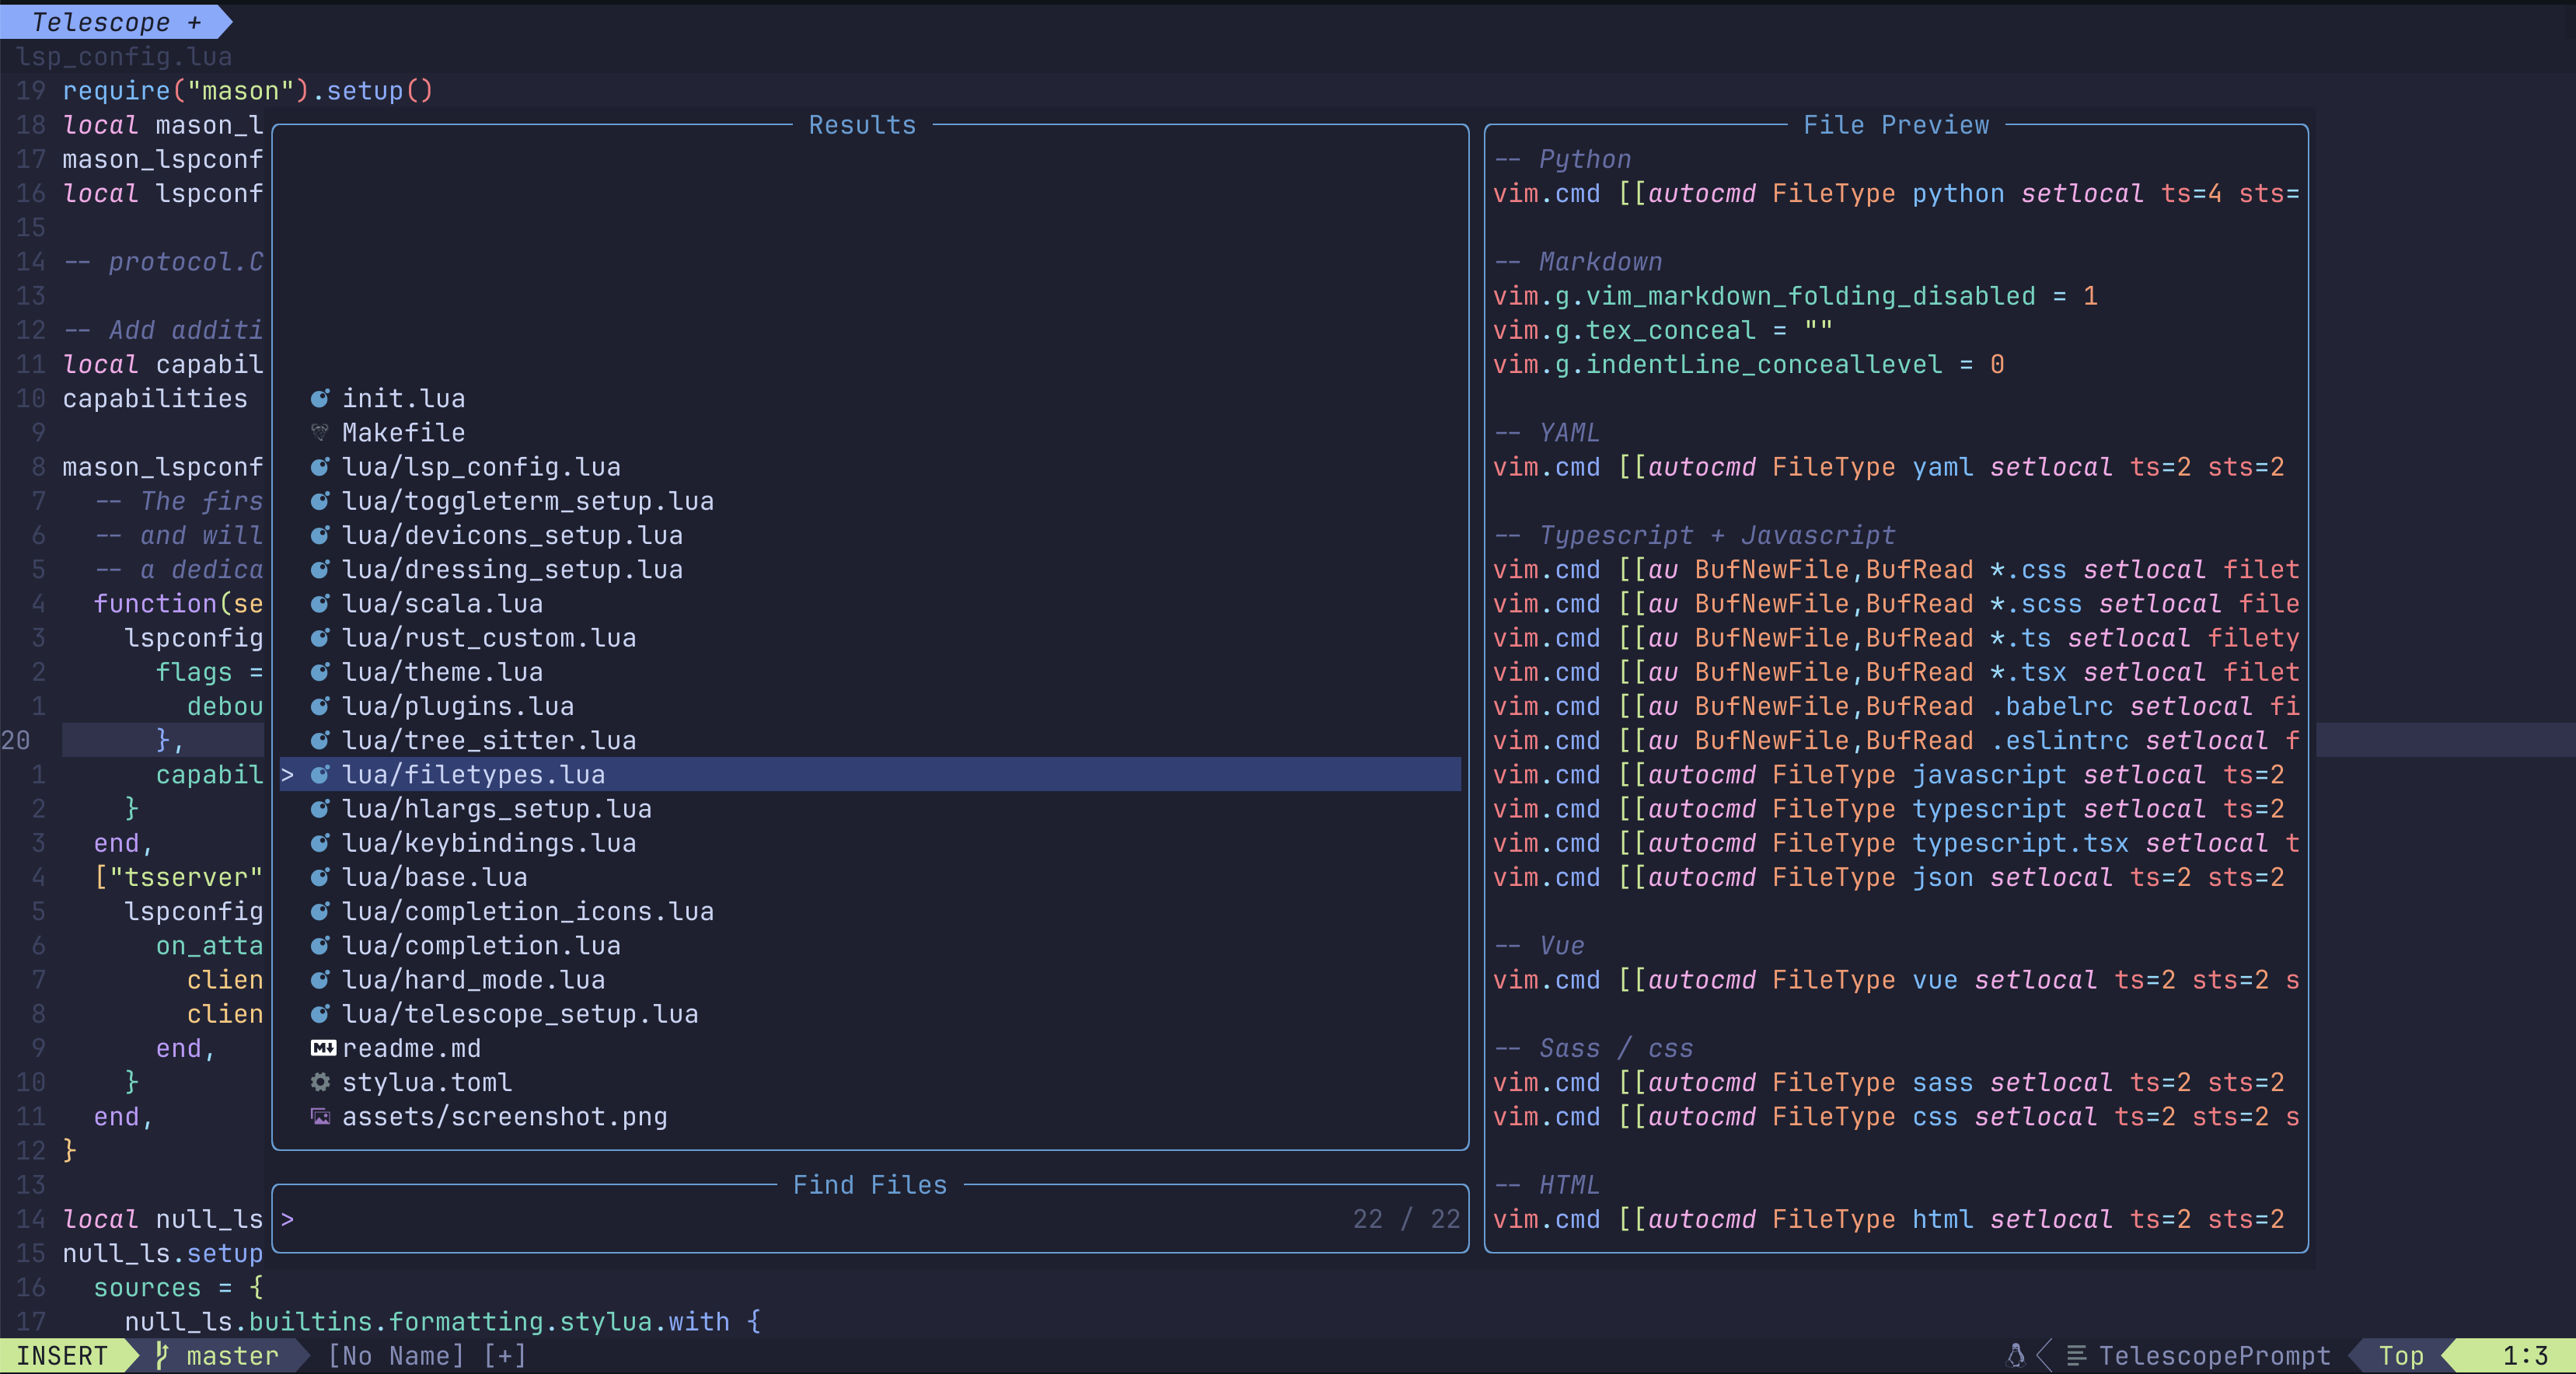 Telescope +
lsp_config.lua
19 require("mason").setup()
18 local mason_l
17 mason_lspconf
16 local lspconf
15
14 -- protocol.C
13
12 -- Add additi
11 local capabil
10 capabilities
9
8 mason_lspconf
7 -- The firs
6 -- and will
5 -- a dedica
4 function(se
3 lspconfig
2 flags =
1 debou
20 },
1 capabil
2 }
3 end,
4 ["tsserver"
5 lspconfig
6 on_atta
7 clien
8 clien
9 end,
10 }
11 end,
12 }
13
14 local null_ls
15 null_ls.setup
16 sources = {
17 null_ls.builtins.formatting.stylua.with {
Results
init.lua
Makefile
lua/lsp_config.lua
lua/toggleterm_setup.lua
lua/devicons_setup.lua
lua/dressing_setup.lua
lua/scala.lua
lua/rust_custom.lua
lua/theme.lua
lua/plugins.lua
lua/tree_sitter.lua
> lua/filetypes.lua
lua/hlargs_setup.lua
lua/keybindings.lua
lua/base.lua
lua/completion_icons.lua
lua/completion.lua
lua/hard_mode.lua
lua/telescope_setup.lua
readme.md
stylua.toml
assets/screenshot.png
Find Files
> 22 / 22
File Preview
-- Python
vim.cmd [[autocmd FileType python setlocal ts=4 sts=
-- Markdown
vim.g.vim_markdown_folding_disabled = 1
vim.g.tex_conceal = ""
vim.g.indentLine_conceallevel = 0
-- YAML
vim.cmd [[autocmd FileType yaml setlocal ts=2 sts=2
-- Typescript + Javascript
vim.cmd [[au BufNewFile,BufRead *.css setlocal filet
vim.cmd [[au BufNewFile,BufRead *.scss setlocal file
vim.cmd [[au BufNewFile,BufRead *.ts setlocal filety
vim.cmd [[au BufNewFile,BufRead *.tsx setlocal filet
vim.cmd [[au BufNewFile,BufRead .babelrc setlocal fi
vim.cmd [[au BufNewFile,BufRead .eslintrc setlocal f
vim.cmd [[autocmd FileType javascript setlocal ts=2
vim.cmd [[autocmd FileType typescript setlocal ts=2
vim.cmd [[autocmd FileType typescript.tsx setlocal t
vim.cmd [[autocmd FileType json setlocal ts=2 sts=2
-- Vue
vim.cmd [[autocmd FileType vue setlocal ts=2 sts=2 s
-- Sass / css
vim.cmd [[autocmd FileType sass setlocal ts=2 sts=2
vim.cmd [[autocmd FileType css setlocal ts=2 sts=2 s
-- HTML
vim.cmd [[autocmd FileType html setlocal ts=2 sts=2
INSERT master [No Name] [+] TelescopePrompt Top 1:3